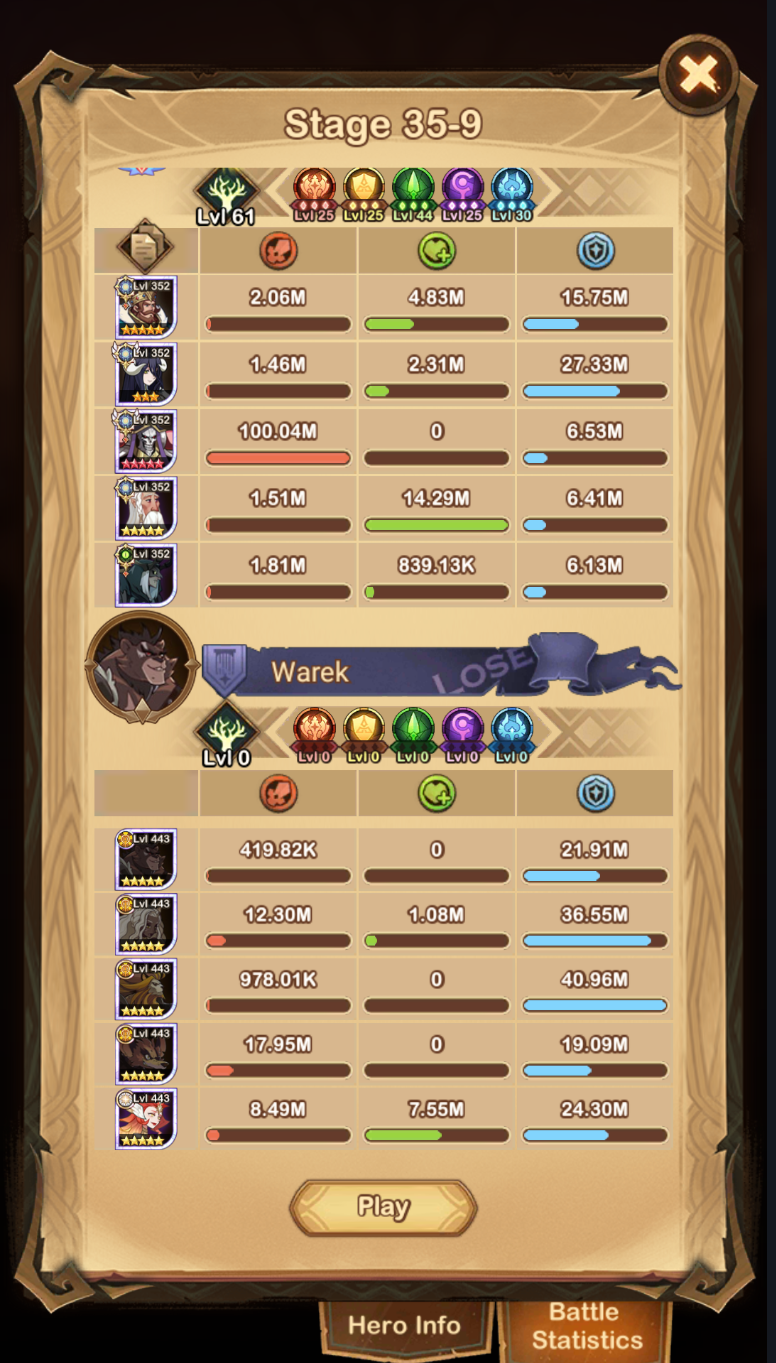 Stage 35-9
Lvl 61
Lvl 25 Lvl 25 Lvl 44 Lvl 25 Lvl 30
Lvl 352
2.06M 4.83M 15.75M
Lvl 352
1.46M 2.31M 27.33M
Lvl 352
100.04M 0 6.53M
Lvl 352
1.51M 14.29M 6.41M
Lvl 352
1.81M 839.13K 6.13M
Warek LOSE
Lvl 0
Lvl 0 Lvl 0 Lvl 0 Lvl 0 Lvl 0
Lvl 443
419.82K 0 21.91M
Lvl 443
12.30M 1.08M 36.55M
Lvl 443
978.01K 0 40.96M
Lvl 443
17.95M 0 19.09M
Lvl 443
8.49M 7.55M 24.30M
Play
Hero Info
Battle
Statistics